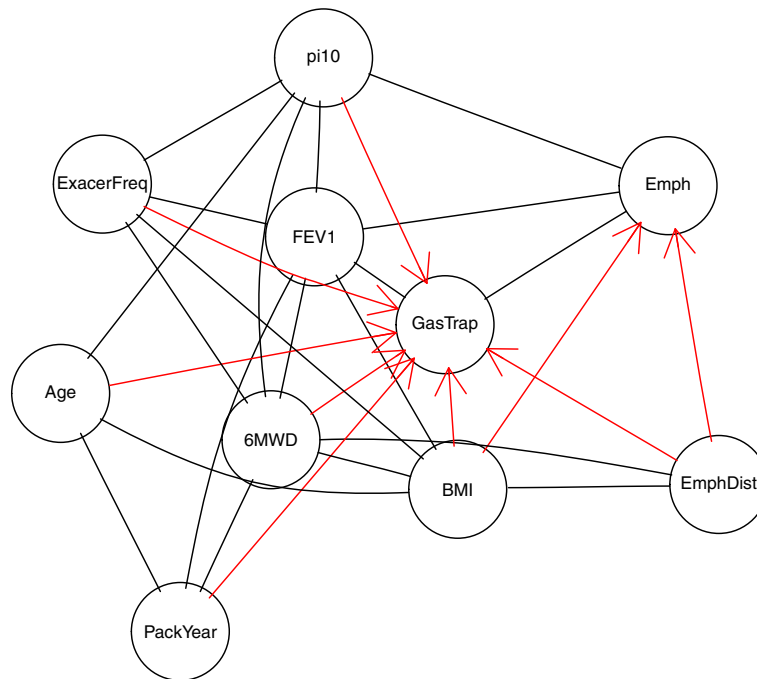 pi10
ExacerFreq
Emph
FEV1
GasTrap
Age
6MWD
BMI
EmphDist
PackYear